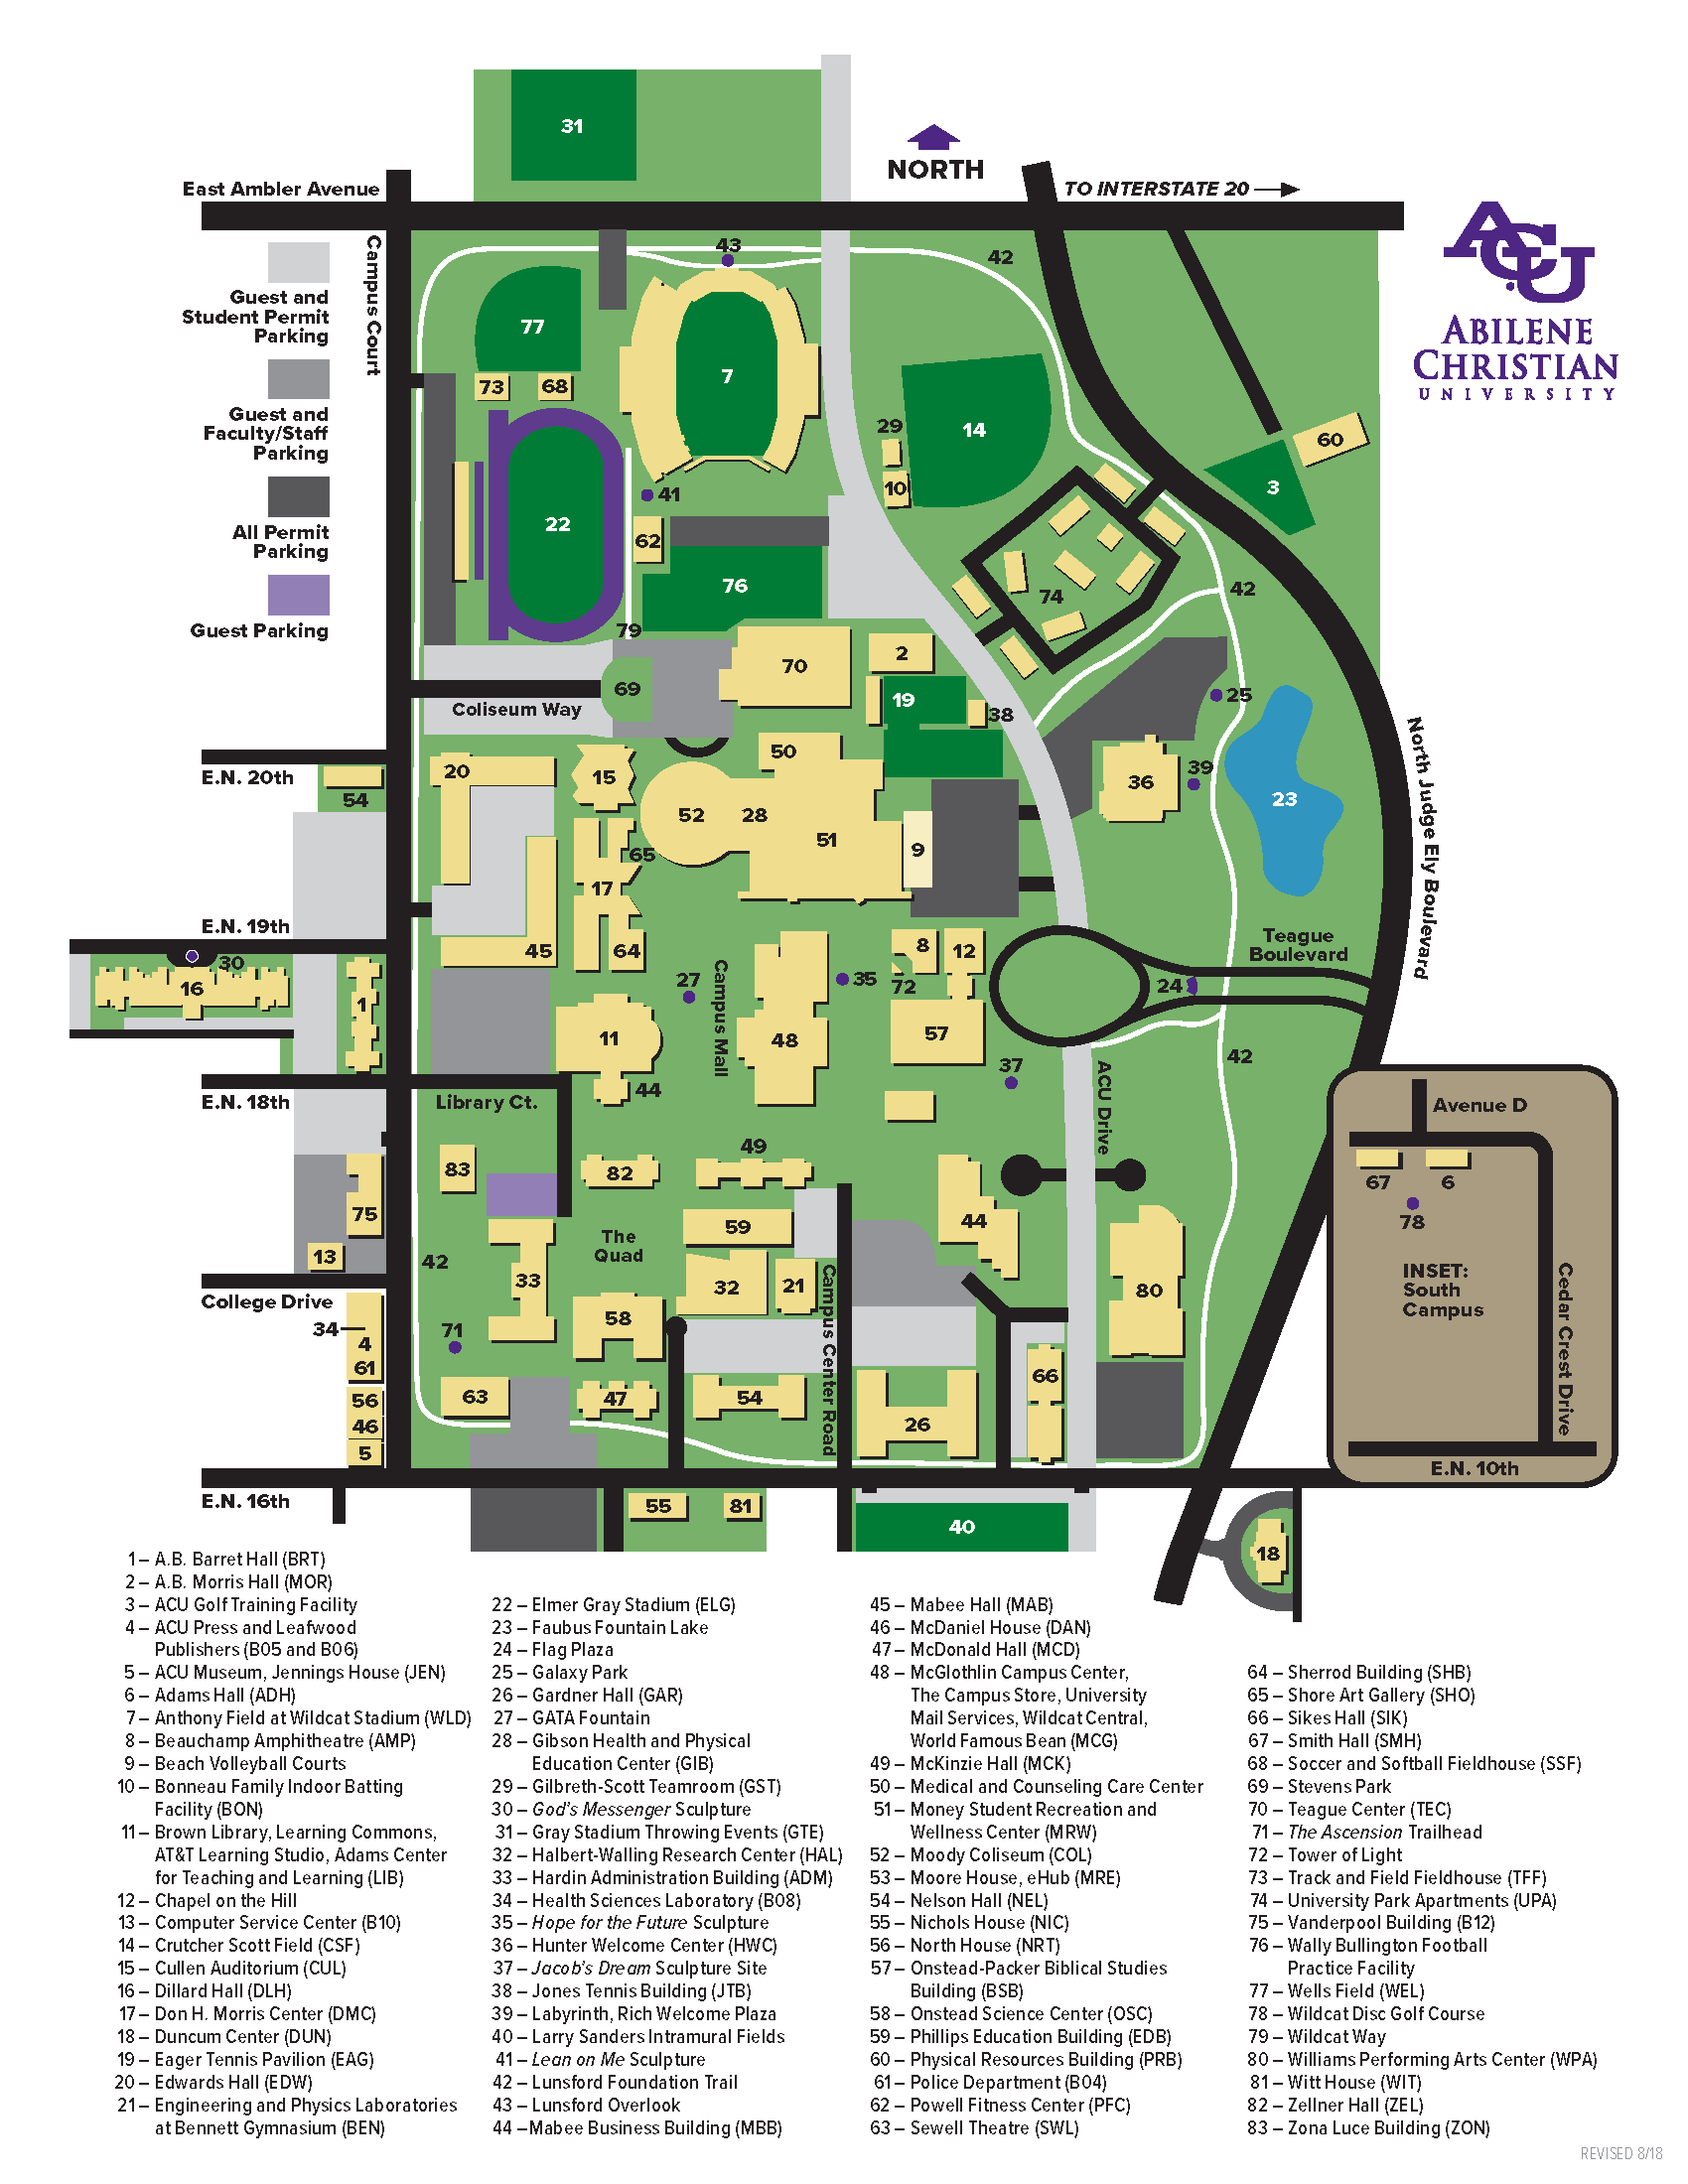 31
NORTH
East Ambler Avenue
TO INTERSTATE 20
ACU
ABILENE
CHRISTIAN
UNIVERSITY
Campus Court
43
42
Guest and
Student Permit
Parking
77
7
73
68
Guest and
Faculty/Staff
Parking
29
14
10
60
3
41
22
62
All Permit
Parking
76
74
42
Guest Parking
79
70
2
69
19
38
25
Coliseum Way
North Judge Ely Boulevard
E.N. 20th
54
20
15
50
52
28
51
36
39
23
65
9
17
E.N. 19th
30
16
1
45
64
27
Campus Mall
35
8
12
72
Teague
Boulevard
24
11
48
57
42
37
ACU Drive
44
E.N. 18th
Library Ct.
Avenue D
83
82
49
67
6
78
75
59
44
The
Quad
13
42
33
32
21
Campus Center Road
80
INSET:
South
Campus
Cedar Crest Drive
College Drive
34
4
61
71
58
56
46
5
63
47
54
26
66
E.N. 10th
E.N. 16th
55
81
40
18
1 – A.B. Barret Hall (BRT)
2 – A.B. Morris Hall (MOR)
3 – ACU Golf Training Facility
4 – ACU Press and Leafwood
Publishers (B05 and B06)
5 – ACU Museum, Jennings House (JEN)
6 – Adams Hall (ADH)
7 – Anthony Field at Wildcat Stadium (WLD)
8 – Beauchamp Amphitheatre (AMP)
9 – Beach Volleyball Courts
10 – Bonneau Family Indoor Batting
Facility (BON)
11 – Brown Library, Learning Commons,
AT&T Learning Studio, Adams Center
for Teaching and Learning (LIB)
12 – Chapel on the Hill
13 – Computer Service Center (B10)
14 – Crutcher Scott Field (CSF)
15 – Cullen Auditorium (CUL)
16 – Dillard Hall (DLH)
17 – Don H. Morris Center (DMC)
18 – Duncum Center (DUN)
19 – Eager Tennis Pavilion (EAG)
20 – Edwards Hall (EDW)
21 – Engineering and Physics Laboratories
at Bennett Gymnasium (BEN)
22 – Elmer Gray Stadium (ELG)
23 – Faubus Fountain Lake
24 – Flag Plaza
25 – Galaxy Park
26 – Gardner Hall (GAR)
27 – GATA Fountain
28 – Gibson Health and Physical
Education Center (GIB)
29 – Gilbreth-Scott Teamroom (GST)
30 – God's Messenger Sculpture
31 – Gray Stadium Throwing Events (GTE)
32 – Halbert-Walling Research Center (HAL)
33 – Hardin Administration Building (ADM)
34 – Health Sciences Laboratory (B08)
35 – Hope for the Future Sculpture
36 – Hunter Welcome Center (HWC)
37 – Jacob's Dream Sculpture Site
38 – Jones Tennis Building (JTB)
39 – Labyrinth, Rich Welcome Plaza
40 – Larry Sanders Intramural Fields
41 – Lean on Me Sculpture
42 – Lunsford Foundation Trail
43 – Lunsford Overlook
44 – Mabee Business Building (MBB)
45 – Mabee Hall (MAB)
46 – McDaniel House (DAN)
47 – McDonald Hall (MCD)
48 – McGlothlin Campus Center,
The Campus Store, University
Mail Services, Wildcat Central,
World Famous Bean (MCG)
49 – McKinzie Hall (MCK)
50 – Medical and Counseling Care Center
51 – Money Student Recreation and
Wellness Center (MRW)
52 – Moody Coliseum (COL)
53 – Moore House, eHub (MRE)
54 – Nelson Hall (NEL)
55 – Nichols House (NIC)
56 – North House (NRT)
57 – Onstead-Packer Biblical Studies
Building (BSB)
58 – Onstead Science Center (OSC)
59 – Phillips Education Building (EDB)
60 – Physical Resources Building (PRB)
61 – Police Department (B04)
62 – Powell Fitness Center (PFC)
63 – Sewell Theatre (SWL)
64 – Sherrod Building (SHB)
65 – Shore Art Gallery (SHO)
66 – Sikes Hall (SIK)
67 – Smith Hall (SMH)
68 – Soccer and Softball Fieldhouse (SSF)
69 – Stevens Park
70 – Teague Center (TEC)
71 – The Ascension Trailhead
72 – Tower of Light
73 – Track and Field Fieldhouse (TFF)
74 – University Park Apartments (UPA)
75 – Vanderpool Building (B12)
76 – Wally Bullington Football
Practice Facility
77 – Wells Field (WEL)
78 – Wildcat Disc Golf Course
79 – Wildcat Way
80 – Williams Performing Arts Center (WPA)
81 – Witt House (WIT)
82 – Zellner Hall (ZEL)
83 – Zona Luce Building (ZON)
REVISED 8/18